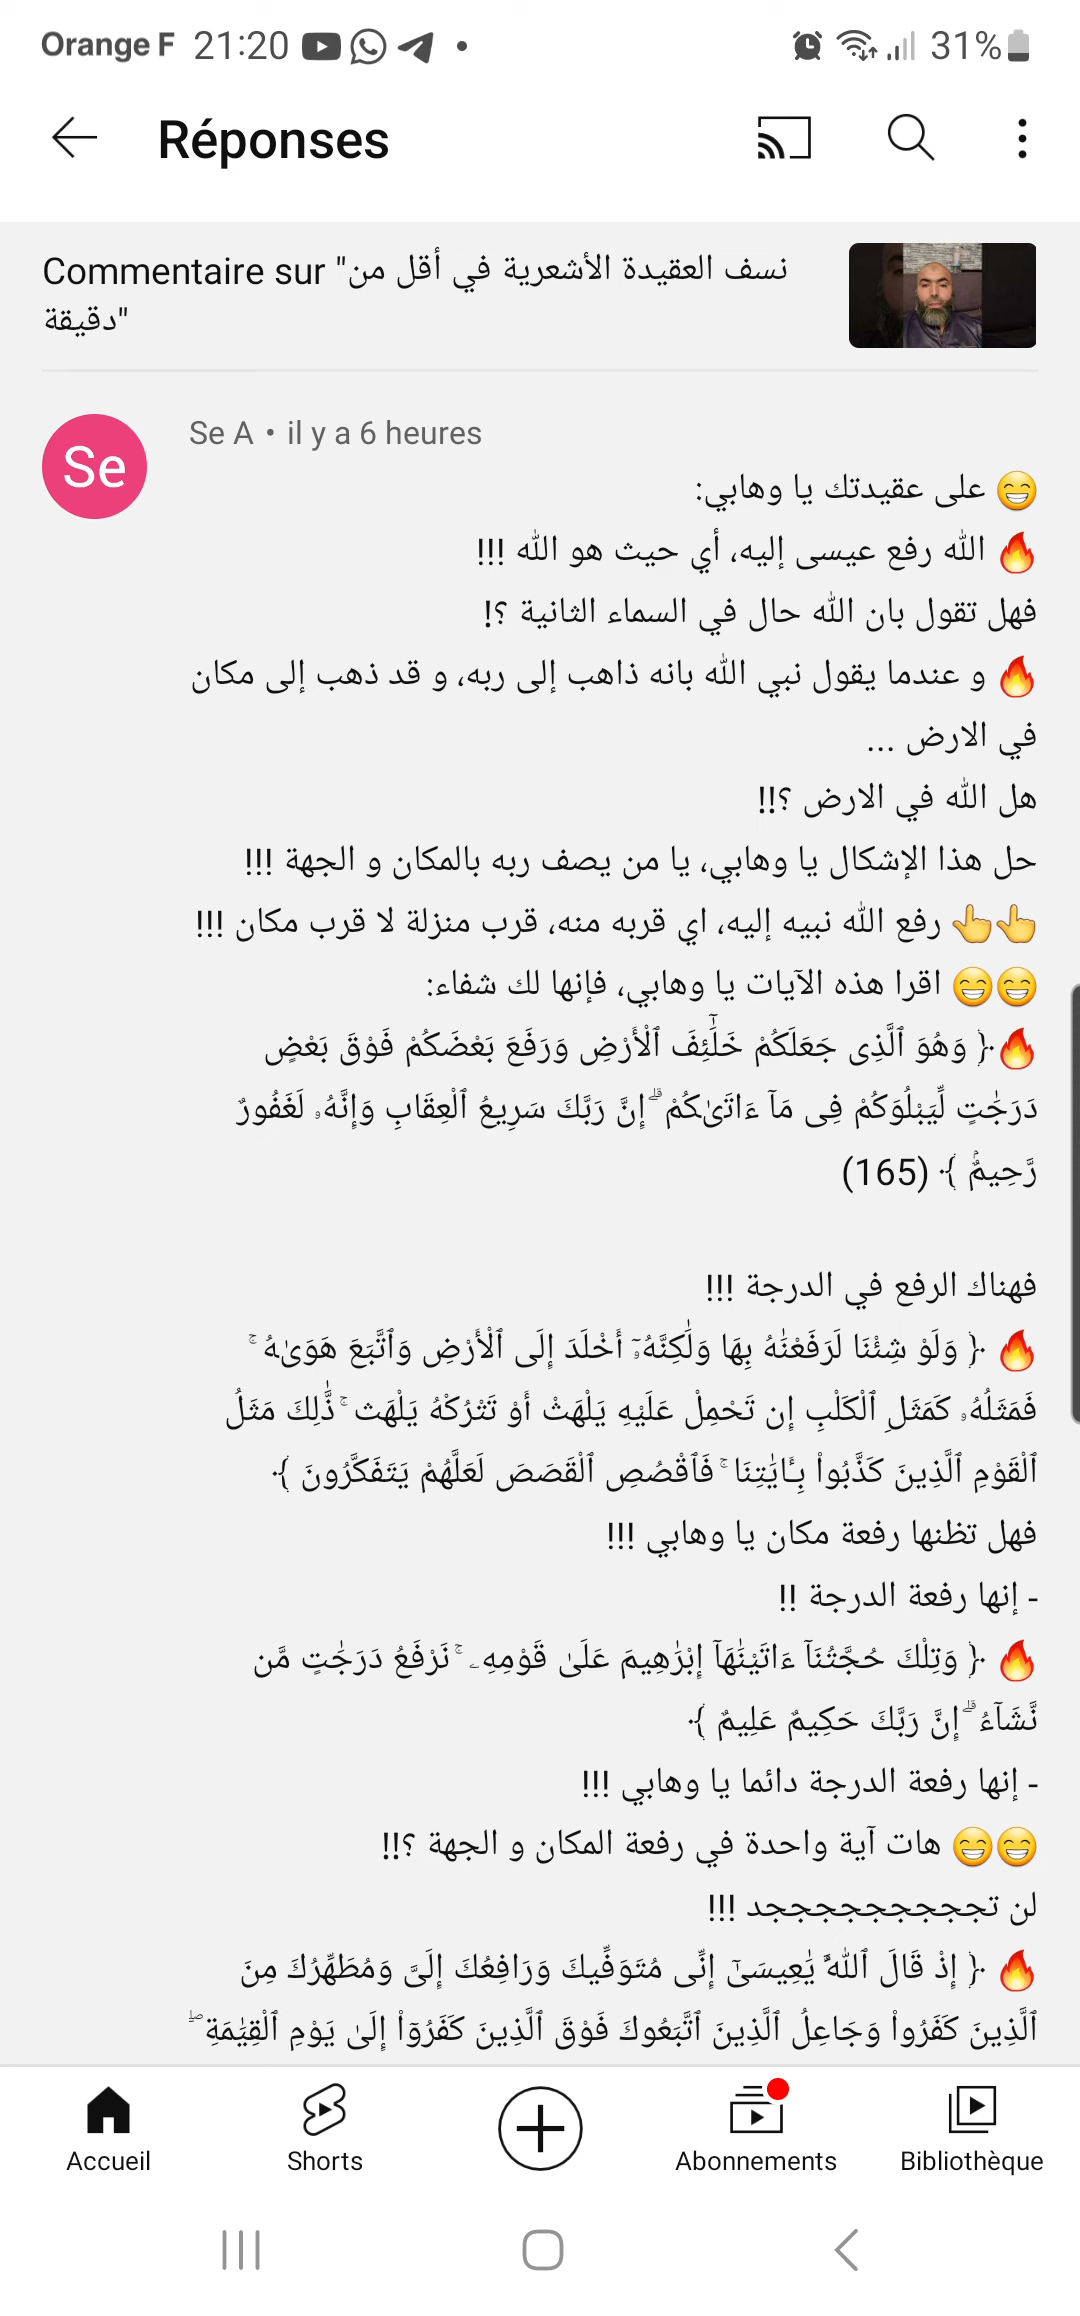 Orange F 21:20 31%
Réponses
Commentaire sur "نسف العقيدة الأشعرية في أقل من
دقيقة"
Se
Se A • il y a 6 heures
😁 على عقيدتك يا وهابي:
🔥 الله رفع عيسى إليه، أي حيث هو الله !!!
فهل تقول بان الله حال في السماء الثانية ؟!
🔥 و عندما يقول نبي الله بانه ذاهب إلى ربه، و قد ذهب إلى مكان
في الارض ...
هل الله في الارض ؟!!
حل هذا الإشكال يا وهابي، يا من يصف ربه بالمكان و الجهة !!!
👆👆 رفع الله نبيه إليه، اي قربه منه، قرب منزلة لا قرب مكان !!!
😁😁 اقرا هذه الآيات يا وهابي، فإنها لك شفاء:
🔥﴿ وَهُوَ ٱلَّذِى جَعَلَكُمْ خَلَـٰٓئِفَ ٱلْأَرْضِ وَرَفَعَ بَعْضَكُمْ فَوْقَ بَعْضٍ
دَرَجَـٰتٍ لِّيَبْلُوَكُمْ فِى مَآ ءَاتَىٰكُمْ ۗ إِنَّ رَبَّكَ سَرِيعُ ٱلْعِقَابِ وَإِنَّهُۥ لَغَفُورٌ
رَّحِيمٌۢ ﴾ (165)
فهناك الرفع في الدرجة !!!
🔥 ﴿ وَلَوْ شِئْنَا لَرَفَعْنَـٰهُ بِهَا وَلَـٰكِنَّهُۥٓ أَخْلَدَ إِلَى ٱلْأَرْضِ وَٱتَّبَعَ هَوَىٰهُ ۚ
فَمَثَلُهُۥ كَمَثَلِ ٱلْكَلْبِ إِن تَحْمِلْ عَلَيْهِ يَلْهَثْ أَوْ تَتْرُكْهُ يَلْهَث ۚ ذَّٰلِكَ مَثَلُ
ٱلْقَوْمِ ٱلَّذِينَ كَذَّبُوا۟ بِـَٔايَـٰتِنَا ۚ فَٱقْصُصِ ٱلْقَصَصَ لَعَلَّهُمْ يَتَفَكَّرُونَ ﴾
فهل تظنها رفعة مكان يا وهابي !!!
- إنها رفعة الدرجة !!
🔥 ﴿ وَتِلْكَ حُجَّتُنَآ ءَاتَيْنَـٰهَآ إِبْرَٰهِيمَ عَلَىٰ قَوْمِهِۦ ۚ نَرْفَعُ دَرَجَـٰتٍ مَّن
نَّشَآءُ ۗ إِنَّ رَبَّكَ حَكِيمٌ عَلِيمٌ ﴾
- إنها رفعة الدرجة دائما يا وهابي !!!
😁😁 هات آية واحدة في رفعة المكان و الجهة ؟!!
لن تجججججججججد !!!
🔥 ﴿ إِذْ قَالَ ٱللَّهُ يَـٰعِيسَىٰٓ إِنِّى مُتَوَفِّيكَ وَرَافِعُكَ إِلَىَّ وَمُطَهِّرُكَ مِنَ
ٱلَّذِينَ كَفَرُوا۟ وَجَاعِلُ ٱلَّذِينَ ٱتَّبَعُوكَ فَوْقَ ٱلَّذِينَ كَفَرُوٓا۟ إِلَىٰ يَوْمِ ٱلْقِيَـٰمَةِ ۖ
Accueil
Shorts
Abonnements
Bibliothèque